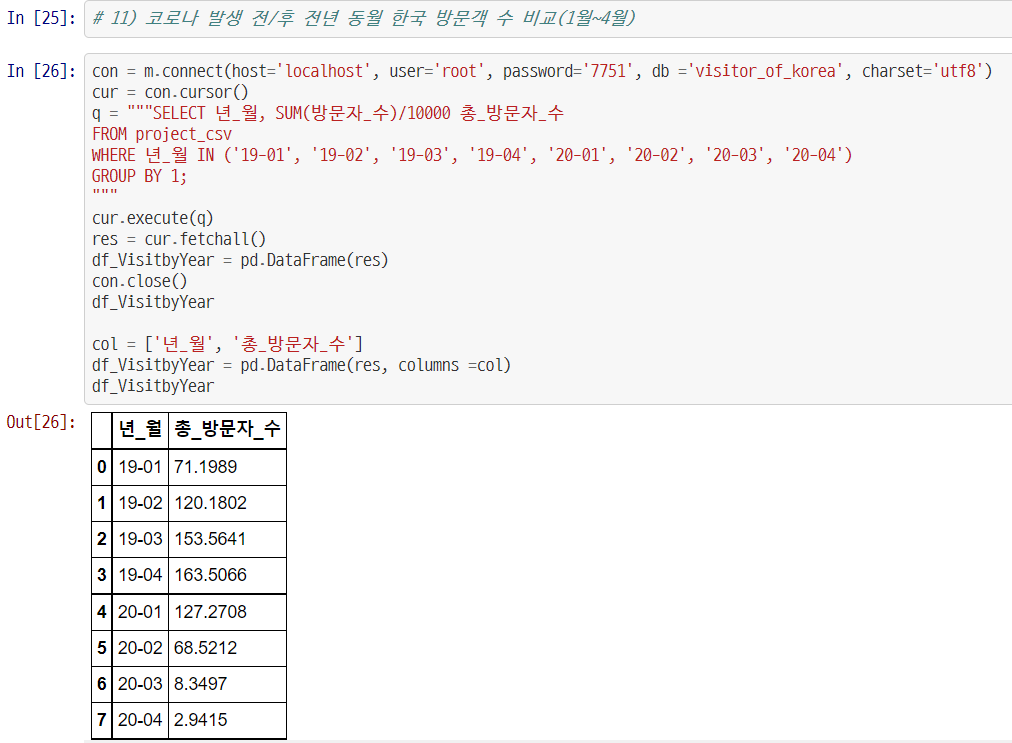 In [25]: # 11) 코로나 발생 전/후 전년 동월 한국 방문객 수 비교(1월~4월)
In [26]: con = m.connect(host='localhost', user='root', password='7751', db ='visitor_of_korea', charset='utf8')
cur = con.cursor()
q = """SELECT 년_월, SUM(방문자_수)/10000 총_방문자_수
FROM project_csv
WHERE 년_월 IN ('19-01', '19-02', '19-03', '19-04', '20-01', '20-02', '20-03', '20-04')
GROUP BY 1;
"""
cur.execute(q)
res = cur.fetchall()
df_VisitbyYear = pd.DataFrame(res)
con.close()
df_VisitbyYear
col = ['년_월', '총_방문자_수']
df_VisitbyYear = pd.DataFrame(res, columns =col)
df_VisitbyYear
Out[26]:
년_월 총_방문자_수
0 19-01 71.1989
1 19-02 120.1802
2 19-03 153.5641
3 19-04 163.5066
4 20-01 127.2708
5 20-02 68.5212
6 20-03 8.3497
7 20-04 2.9415